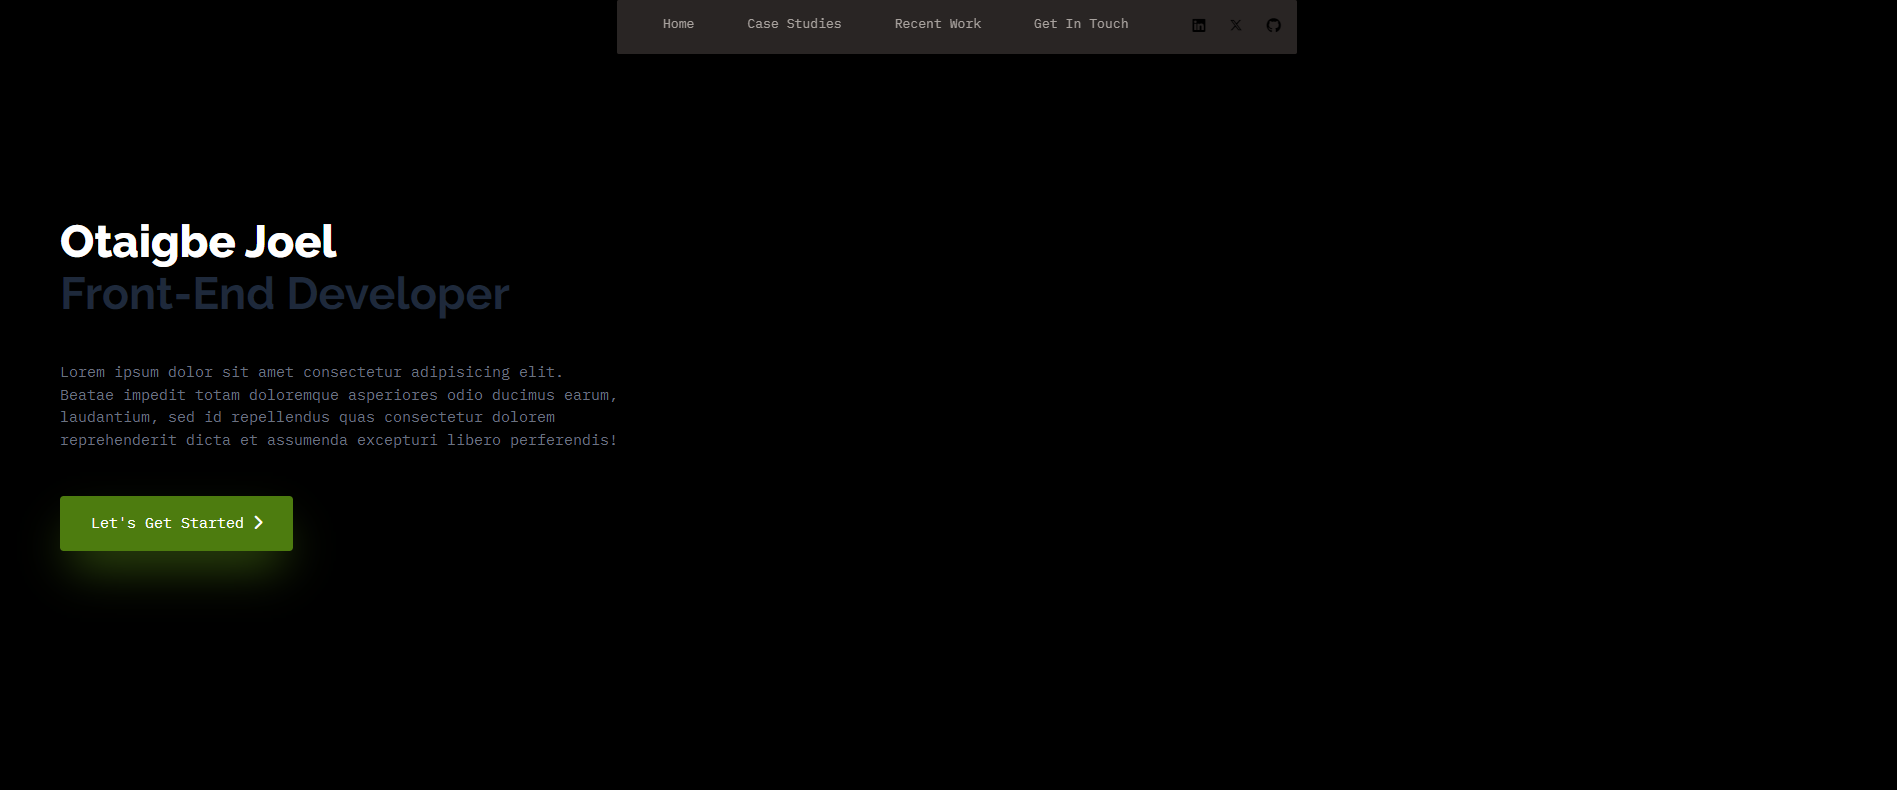 Home Case Studies Recent Work Get In Touch
Otaigbe Joel
Front-End Developer
Lorem ipsum dolor sit amet consectetur adipisicing elit.
Beatae impedit totam doloremque asperiores odio ducimus earum,
laudantium, sed id repellendus quas consectetur dolorem
reprehenderit dicta et assumenda excepturi libero perferendis!
Let's Get Started